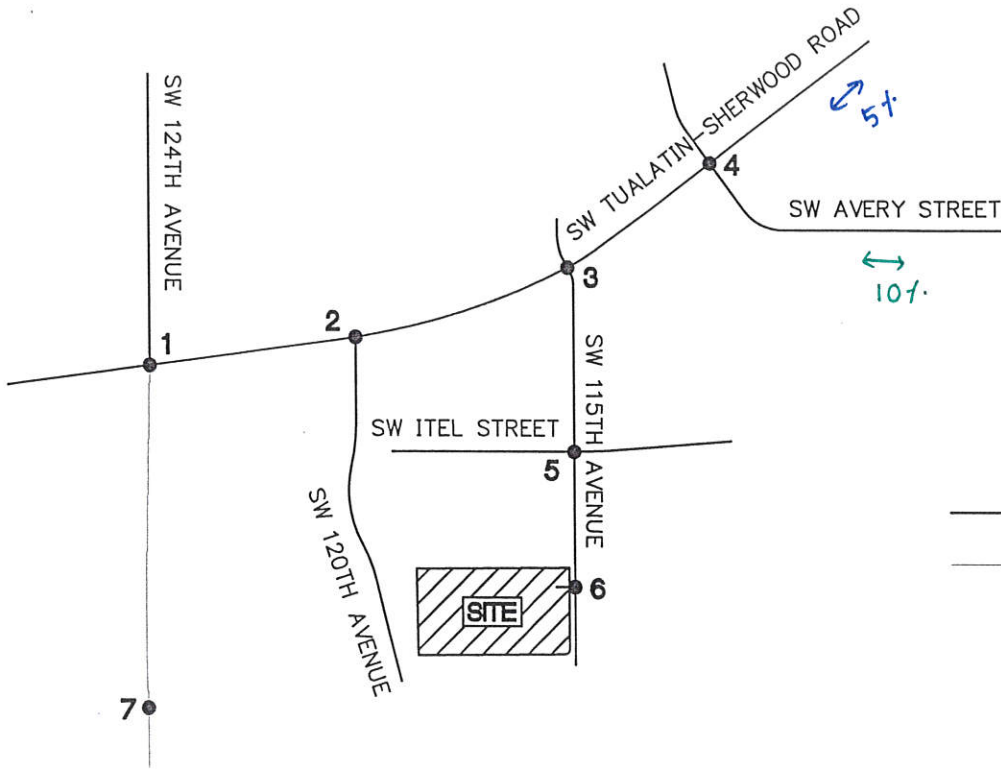 SW 124TH AVENUE
SW TUALATIN-SHERWOOD ROAD
5%
4
SW AVERY STREET
10%
3
2
1
SW 115TH AVENUE
SW ITEL STREET
5
SW 120TH AVENUE
6
SITE
7